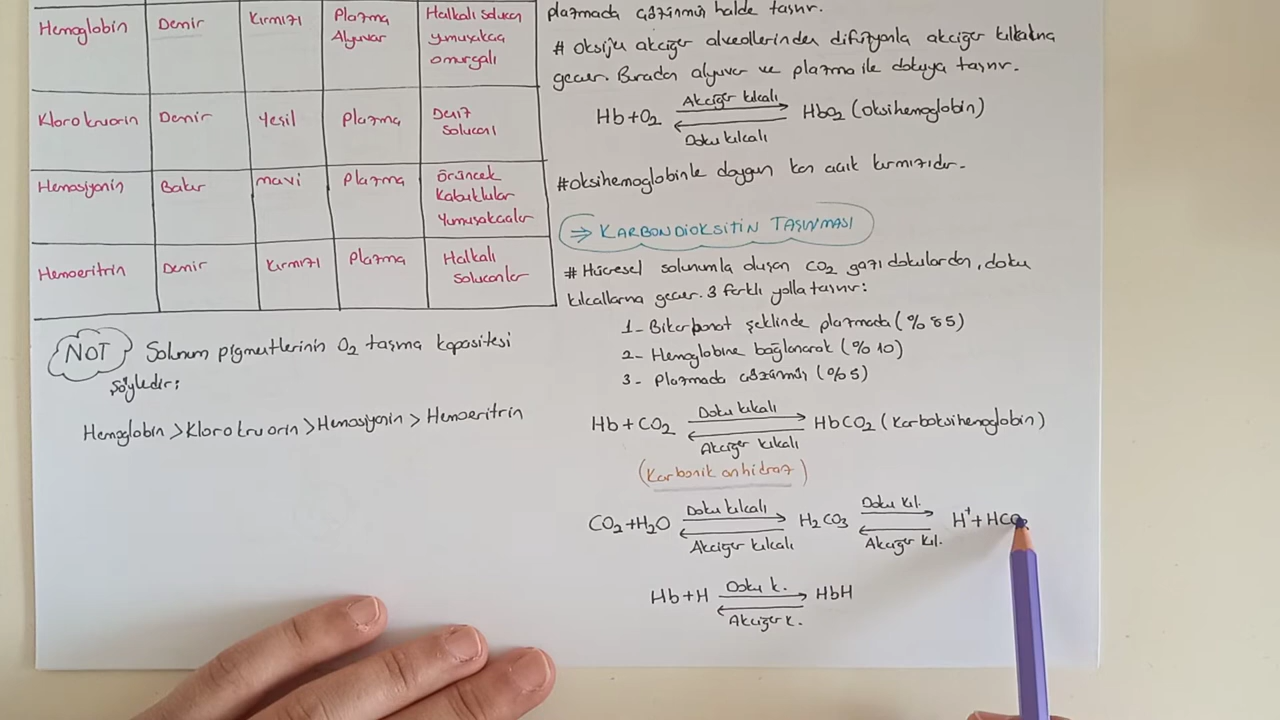 Hemoglobin Demir Kırmızı Plazma Alyuvar Halkalı solucan yumuşakça omurgalı
Klorokruorin Demir Yeşil Plazma Deniz Solucanı
Hemosiyanin Bakır mavi Plazma örümcek Kabuklular Yumuşakçalar
Hemoeritrin Demir Kırmızı Plazma Halkalı Solucanlar
NOT Solunum pigmentlerinin O2 taşıma kapasitesi
şöyledir:
Hemoglobin > Klorokruorin > Hemosiyonin > Hemoeritrin
plazmada çözünmüş halde taşınır.
# Oksijen akciğer alveollerinden difüzyonla akciğer kılcalına
geçer. Buradan alyuvar ve plazma ile dokuya taşınır.
Hb+O2 Akciğer kılcalı Doku kılcalı HbO2 (oksihemoglobin)
#oksihemoglobinle doygun kan açık kırmızıdır.
⇒ KARBONDİOKSİTİN TAŞINMASI
# Hücresel solunumla oluşan CO2 gazı dokulardan, doku
kılcallarına geçer. 3 farklı yolla taşınır:
1- Bikarbonat şeklinde plazmada (%85)
2- Hemoglobine bağlanarak (%10)
3- Plazmada çözünmüş (%5)
Hb+CO2 Doku kılcalı Akciğer kılcalı HbCO2 (Karboksihemoglobin)
(Karbonik anhidraz)
CO2+H2O Doku kılcalı Akciğer kılcalı H2CO3 Doku kıl. Akciğer kıl. H+ + HCO
Hb+H Doku k. Akciğer k. HbH